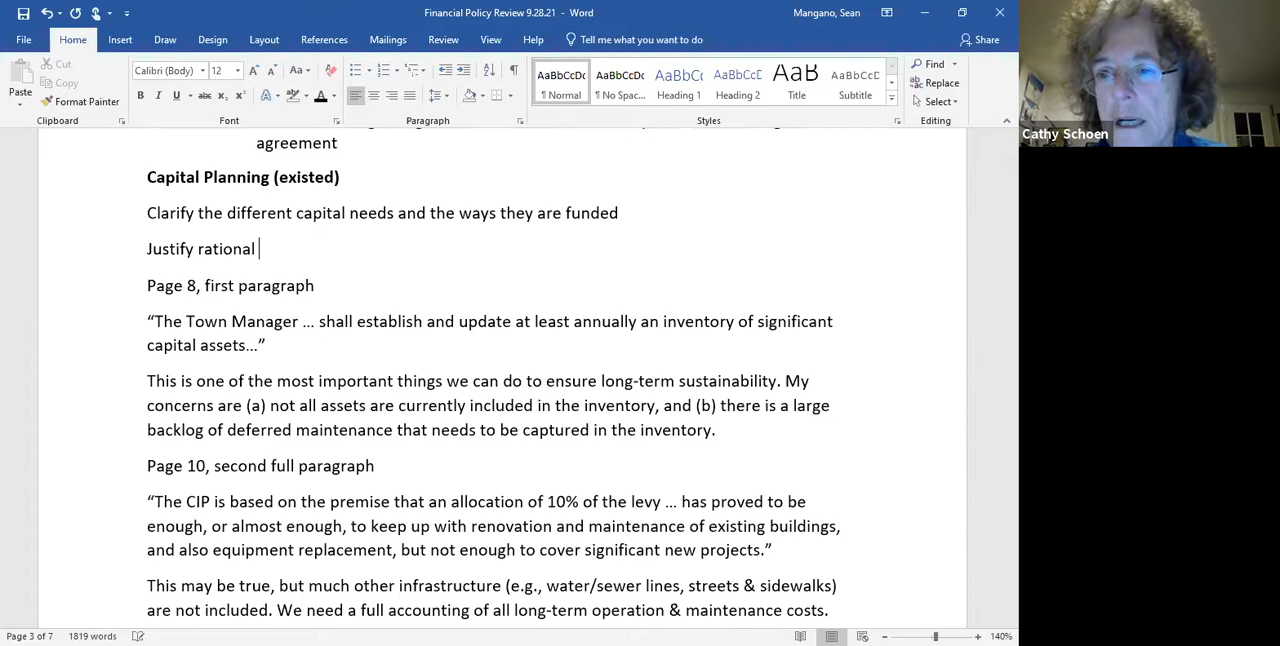 Financial Policy Review 9.28.21 - Word
Mangano, Sean
File Home Insert Draw Design Layout References Mailings Review View Help Tell me what you want to do Share
Paste
Cut
Copy
Format Painter
Clipboard
Calibri (Body) 12
B I U abc x₂ x²
Font
Paragraph
AaBbCcDc AaBbCcDc AaBbC AaBbCcC AaB AaBbCcC
¶ Normal ¶ No Spac... Heading 1 Heading 2 Title Subtitle
Styles
Find
Replace
Select
Editing
agreement
Capital Planning (existed)
Clarify the different capital needs and the ways they are funded
Justify rational
Page 8, first paragraph
“The Town Manager … shall establish and update at least annually an inventory of significant
capital assets…”
This is one of the most important things we can do to ensure long-term sustainability. My
concerns are (a) not all assets are currently included in the inventory, and (b) there is a large
backlog of deferred maintenance that needs to be captured in the inventory.
Page 10, second full paragraph
“The CIP is based on the premise that an allocation of 10% of the levy … has proved to be
enough, or almost enough, to keep up with renovation and maintenance of existing buildings,
and also equipment replacement, but not enough to cover significant new projects.”
This may be true, but much other infrastructure (e.g., water/sewer lines, streets & sidewalks)
are not included. We need a full accounting of all long-term operation & maintenance costs.
Page 3 of 7 1819 words 140%
Cathy Schoen